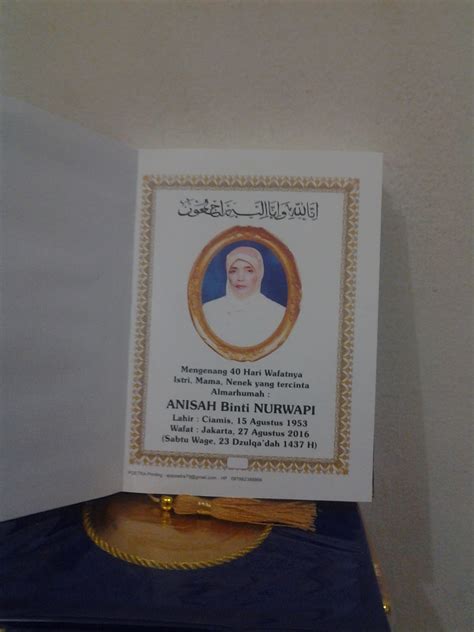 إنا لله وإنا إليه راجعون
Mengenang 40 Hari Wafatnya
Istri, Mama, Nenek yang tercinta
Almarhumah :
ANISAH Binti NURWAPI
Lahir : Ciamis, 15 Agustus 1953
Wafat : Jakarta, 27 Agustus 2016
(Sabtu Wage, 23 Dzulqa'dah 1437 H)